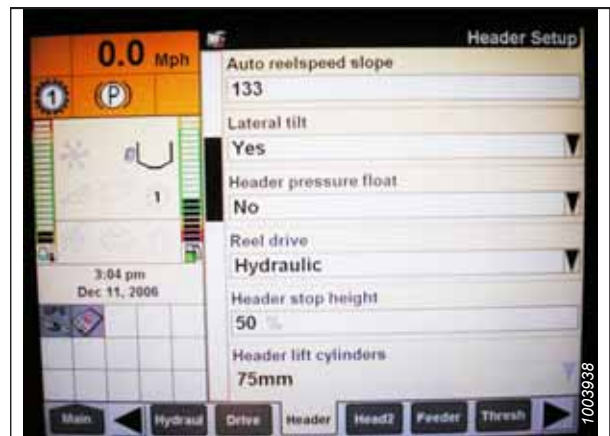 0.0 Mph
Header Setup
1
(P)
Auto reelspeed slope
133
Lateral tilt
Yes
1
Header pressure float
No
Reel drive
Hydraulic
3:04 pm
Dec 11, 2006
Header stop height
50 %
GPS
Header lift cylinders
75mm
Main
Hydraul
Drive
Header
Head2
Feeder
Thresh
1003938